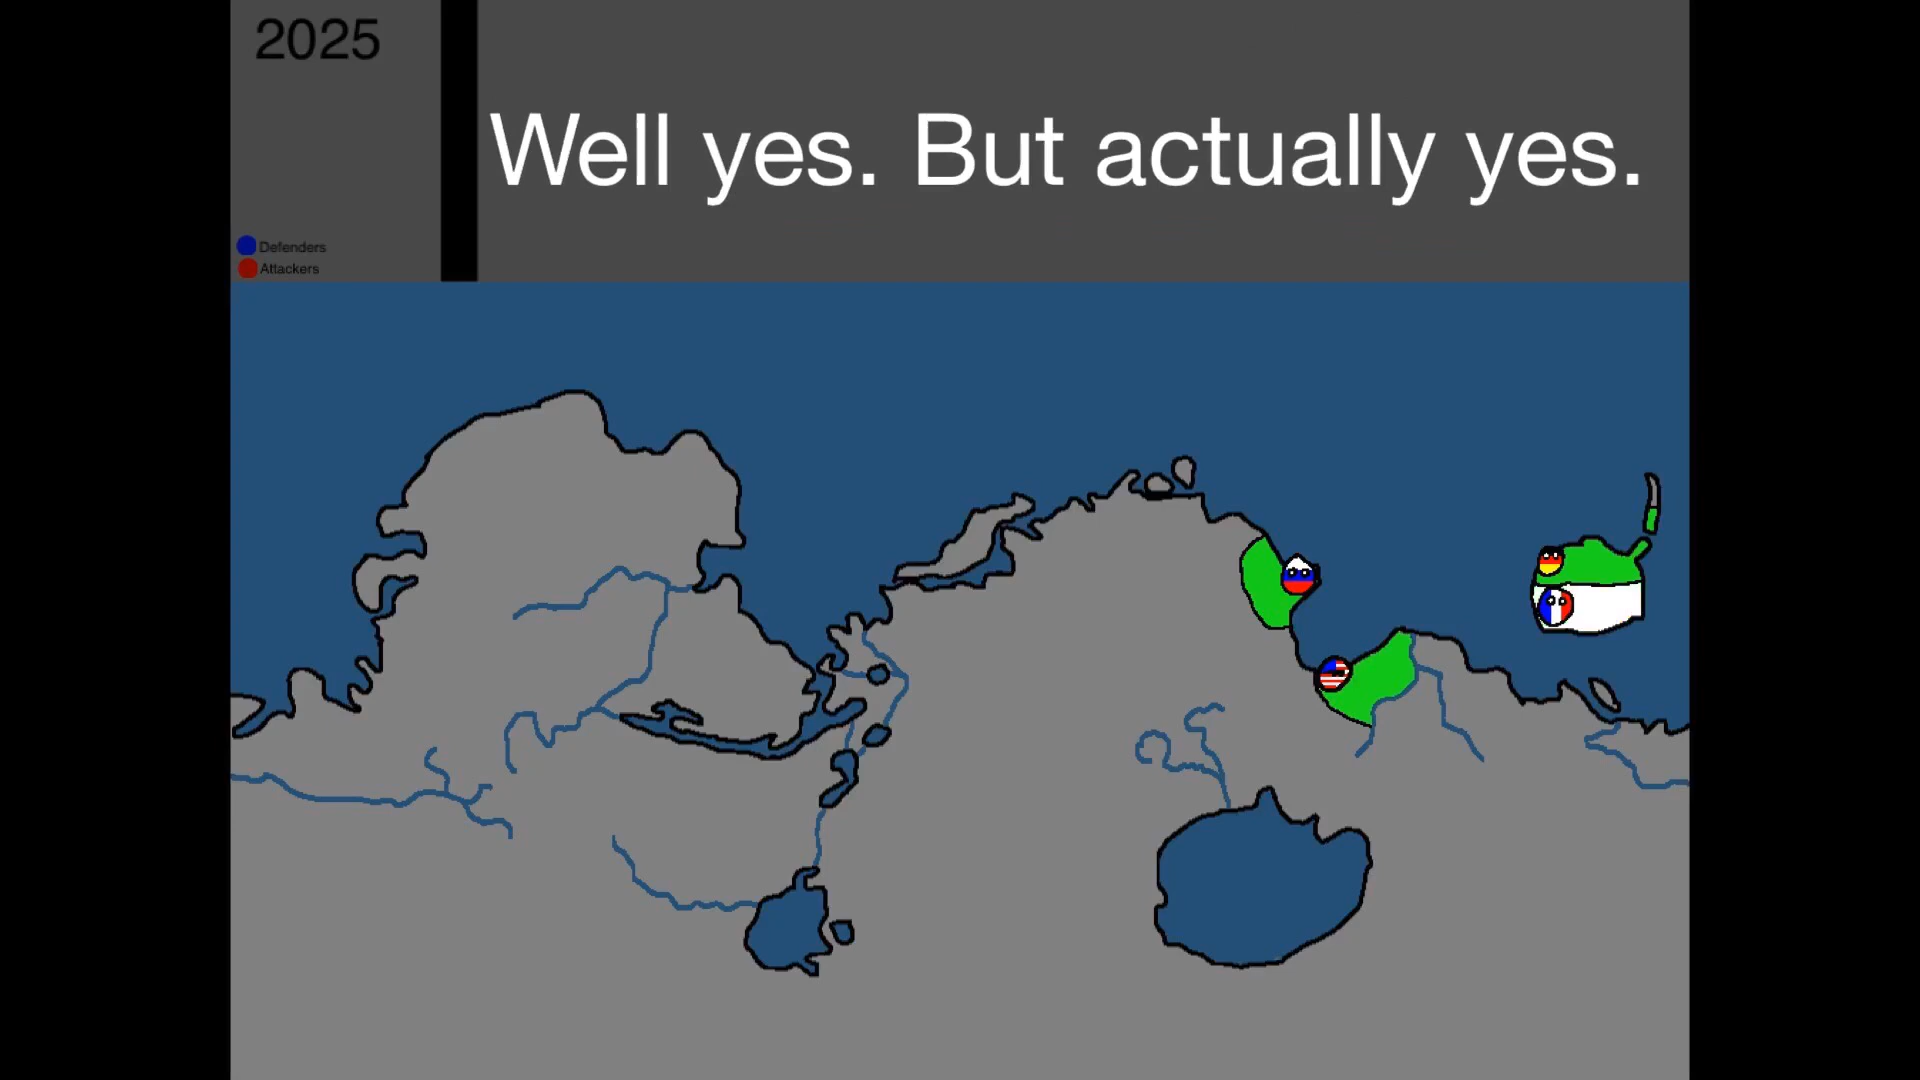 2025
Well yes. But actually yes.
Defenders
Attackers